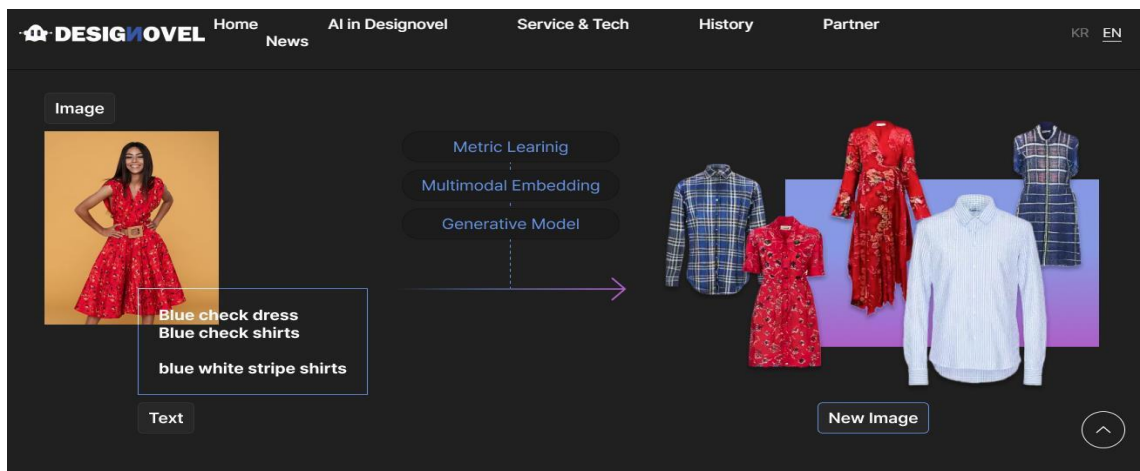 DESIGNOVEL
Home AI in Designovel Service & Tech History Partner
News
KR EN
Image
Metric Learinig
Multimodal Embedding
Generative Model
Blue check dress
Blue check shirts
blue white stripe shirts
Text
New Image